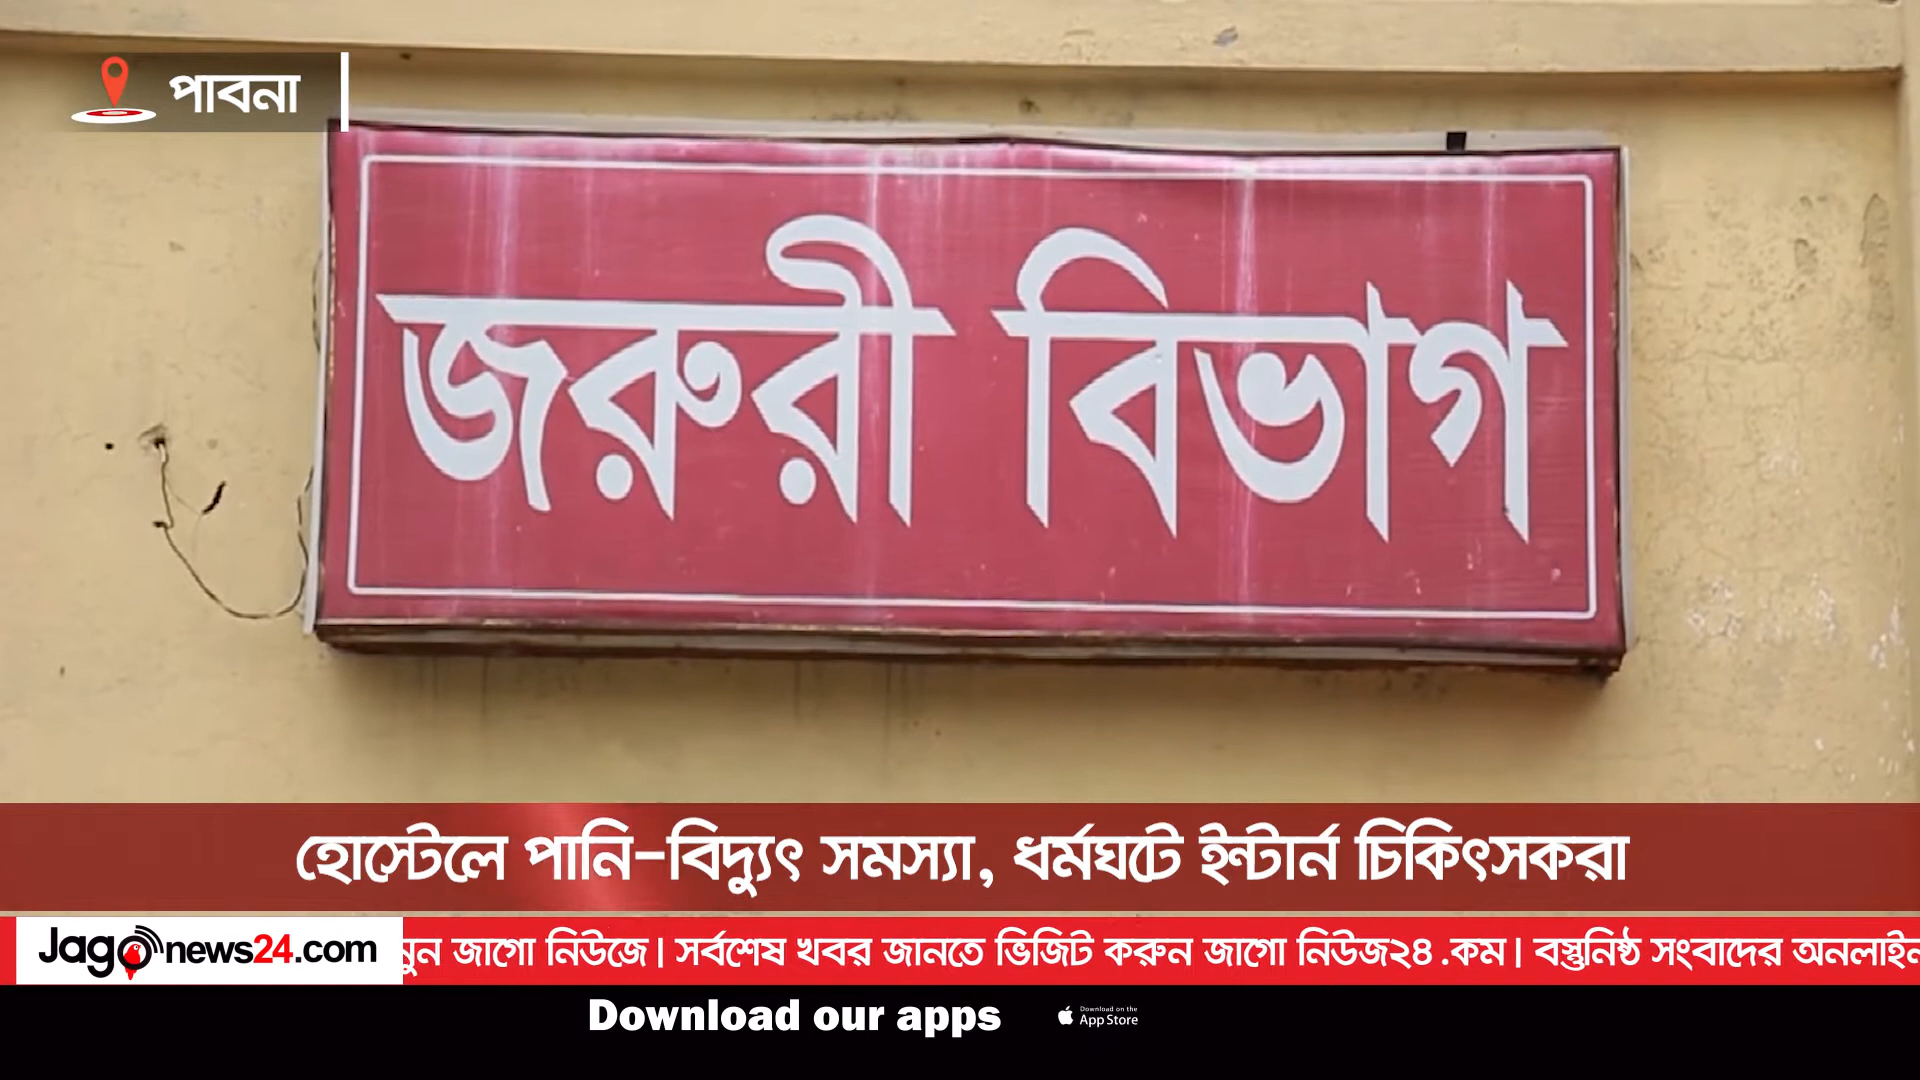 পাবনা
জরুরী বিভাগ
হোস্টেলে পানি-বিদ্যুৎ সমস্যা, ধর্মঘটে ইন্টার্ন চিকিৎসকরা
Jagonews24.com
জাগো নিউজে। সর্বশেষ খবর জানতে ভিজিট করুন জাগো নিউজ২৪.কম। বস্তুনিষ্ঠ সংবাদের অনলাইন
Download our apps
Download on the
App Store